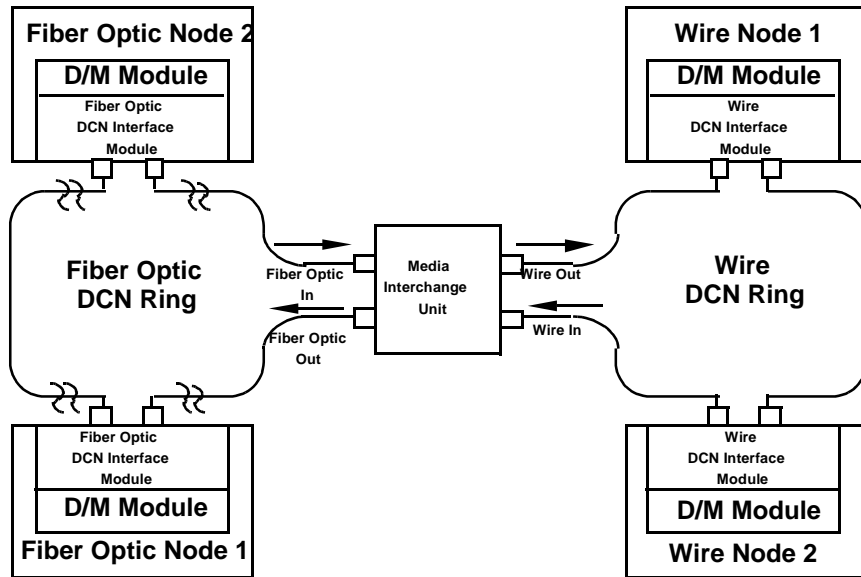 Fiber Optic Node 2
D/M Module
Fiber Optic
DCN Interface
Module
Wire Node 1
D/M Module
Wire
DCN Interface
Module
Fiber Optic
DCN Ring
Fiber Optic
In
Fiber Optic
Out
Media
Interchange
Unit
Wire Out
Wire In
Wire
DCN Ring
Fiber Optic
DCN Interface
Module
D/M Module
Fiber Optic Node 1
Wire
DCN Interface
Module
D/M Module
Wire Node 2